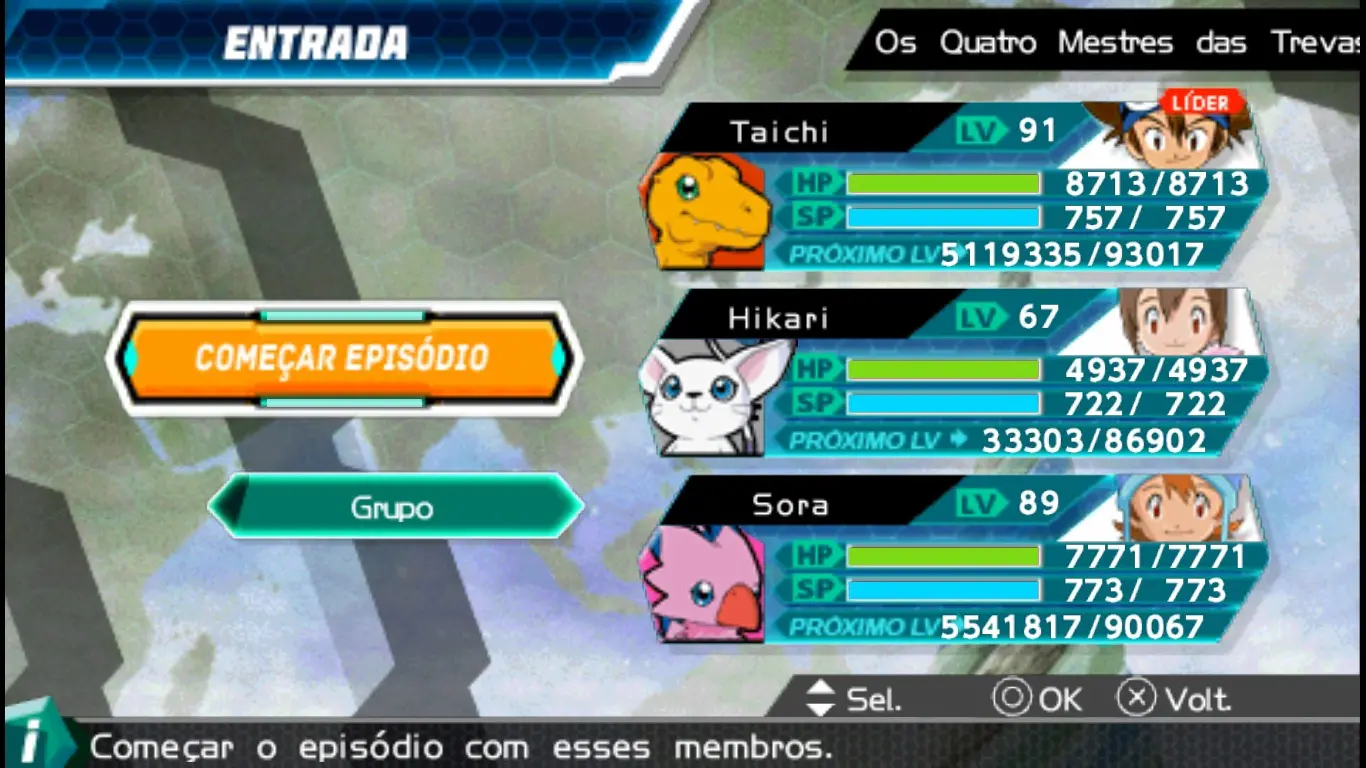 ENTRADA
Os Quatro Mestres das Trevas
LÍDER
Taichi LV 91
HP 8713/8713
SP 757/ 757
PRÓXIMO LV 5119335/93017
Hikari LV 67
HP 4937/4937
SP 722/ 722
PRÓXIMO LV 33303/86902
COMEÇAR EPISÓDIO
Grupo
Sora LV 89
HP 7771/7771
SP 773/ 773
PRÓXIMO LV 5541817/90067
Sel. OK Volt.
i Começar o episódio com esses membros.